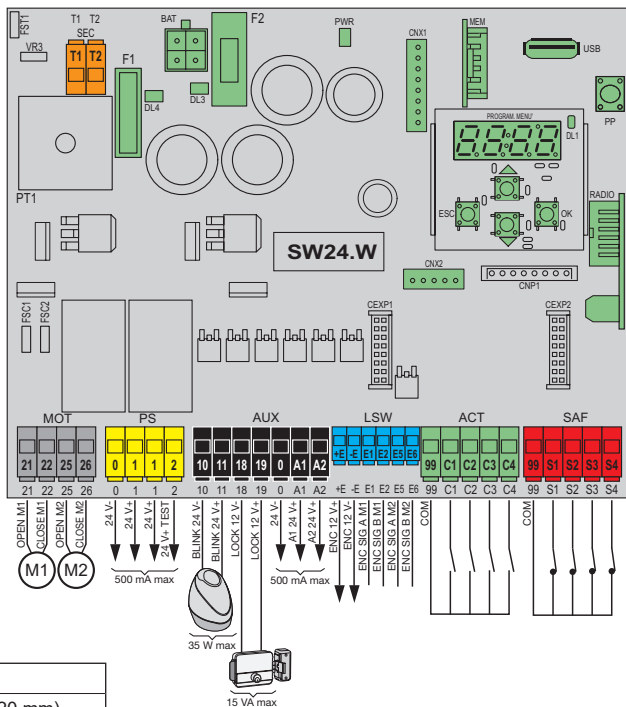 FST1
T1 T2
SEC
T1 T2
VR3
F1
BAT
F2
PWR
CNX1
MEM
USB
DL4
DL3
PROGRAM. MENU'
8.8.8.8
DL1
PP
PT1
ESC
OK
RADIO
SW24.W
CNX2
CNP1
FSC1
FSC2
CEXP1
CEXP2
MOT
PS
AUX
LSW
ACT
SAF
21 22 25 26
0 1 1 2
10 11 18 19 0 A1 A2
+E -E E1 E2 E5 E6
99 C1 C2 C3 C4
99 S1 S2 S3 S4
21 22 25 26
0 1 1 2
10 11 18 19 0 A1 A2
+E -E E1 E2 E5 E6
99 C1 C2 C3 C4
99 S1 S2 S3 S4
OPEN M1
CLOSE M1
OPEN M2
CLOSE M2
24 V-
24 V+
24 V+
24 V+ TEST
BLINK 24 V-
BLINK 24 V+
LOCK 12 V-
LOCK 12 V+
24 V-
A1 24 V+
A2 24 V+
ENC 12 V+
ENC 12 V-
ENC SIG A M1
ENC SIG B M1
ENC SIG A M2
ENC SIG B M2
COM
COM
M1
M2
500 mA max
500 mA max
35 W max
15 VA max
20 mm)